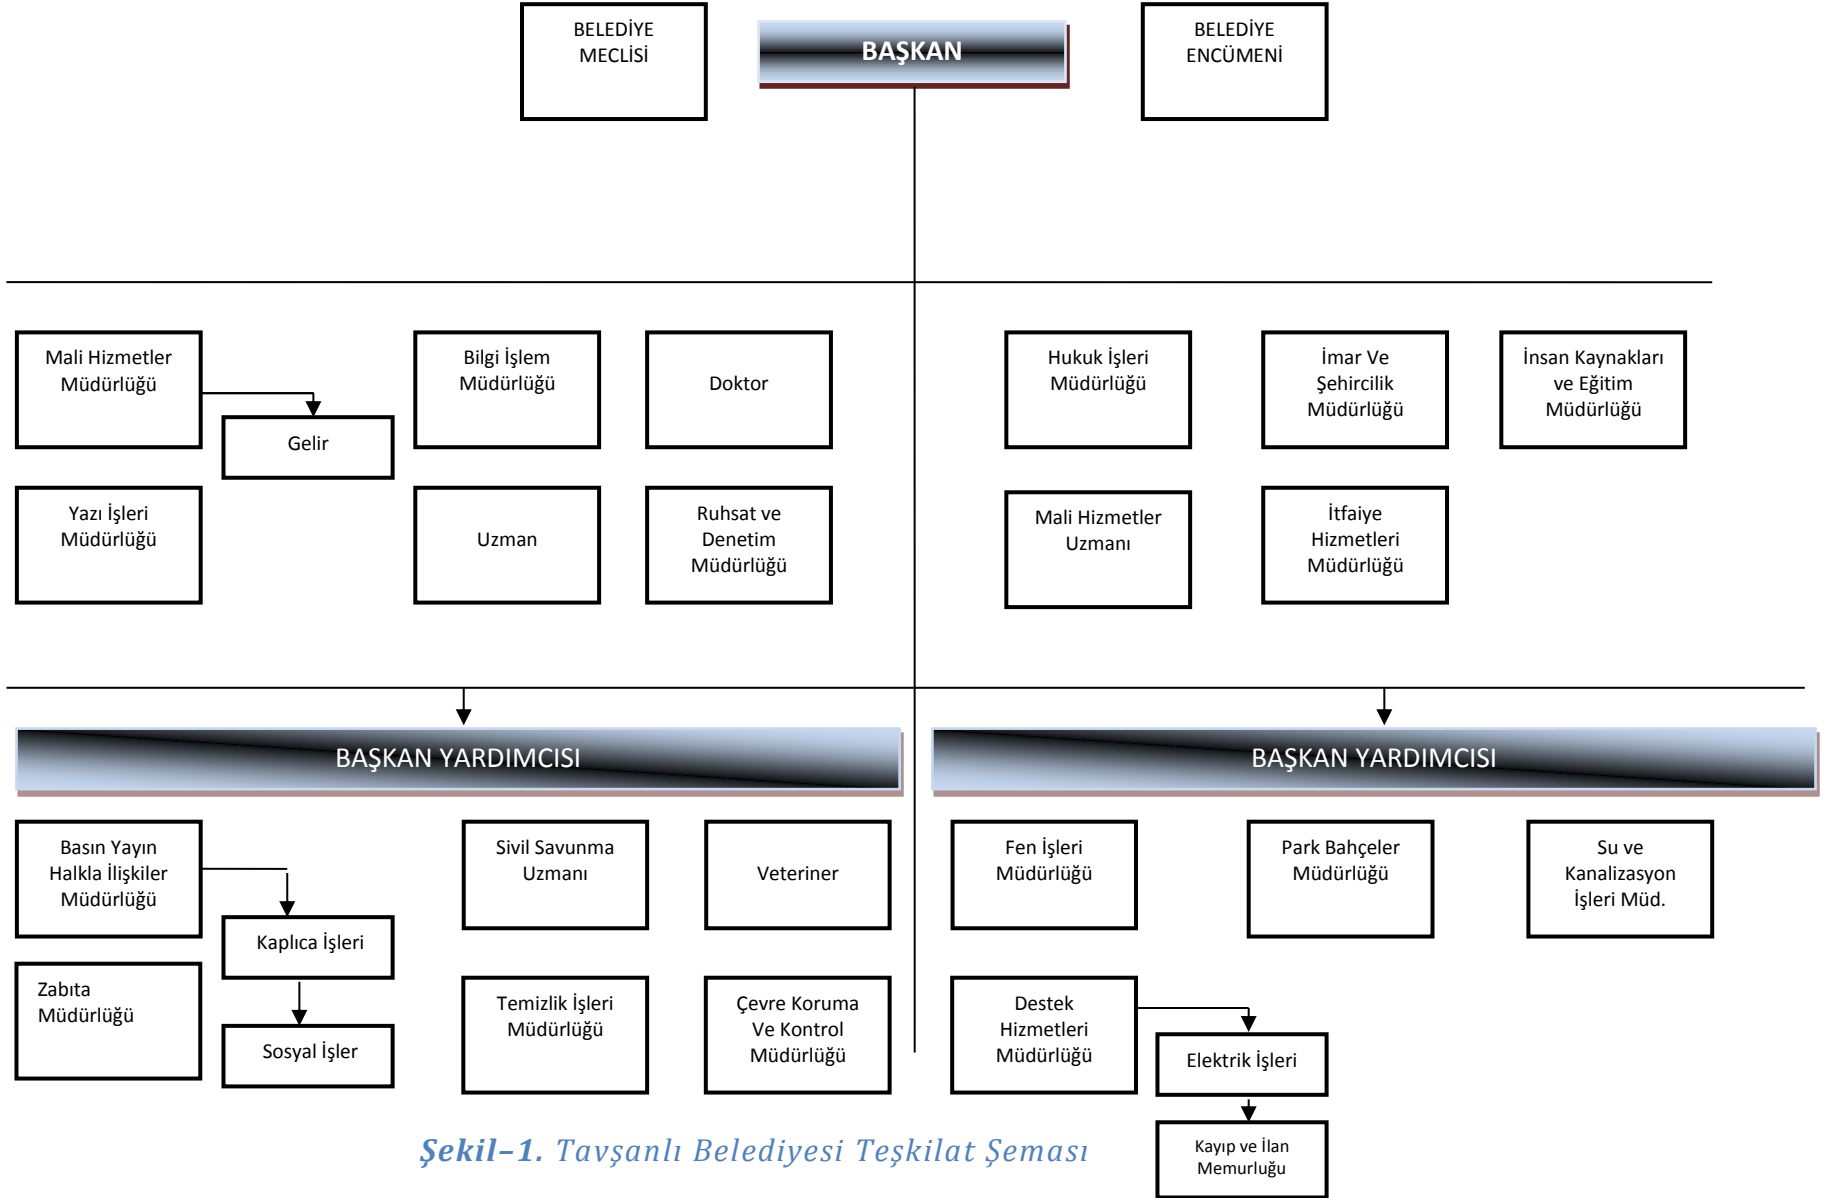 BELEDİYE
MECLİSİ
BAŞKAN
BELEDİYE
ENCÜMENİ
Mali Hizmetler
Müdürlüğü
Gelir
Bilgi İşlem
Müdürlüğü
Doktor
Hukuk İşleri
Müdürlüğü
İmar Ve
Şehircilik
Müdürlüğü
İnsan Kaynakları
ve Eğitim
Müdürlüğü
Yazı İşleri
Müdürlüğü
Uzman
Ruhsat ve
Denetim
Müdürlüğü
Mali Hizmetler
Uzmanı
İtfaiye
Hizmetleri
Müdürlüğü
BAŞKAN YARDIMCISI
BAŞKAN YARDIMCISI
Basın Yayın
Halkla İlişkiler
Müdürlüğü
Kaplıca İşleri
Sosyal İşler
Sivil Savunma
Uzmanı
Veteriner
Fen İşleri
Müdürlüğü
Park Bahçeler
Müdürlüğü
Su ve
Kanalizasyon
İşleri Müd.
Zabıta
Müdürlüğü
Temizlik İşleri
Müdürlüğü
Çevre Koruma
Ve Kontrol
Müdürlüğü
Destek
Hizmetleri
Müdürlüğü
Elektrik İşleri
Kayıp ve İlan
Memurluğu
Şekil–1. Tavşanlı Belediyesi Teşkilat Şeması